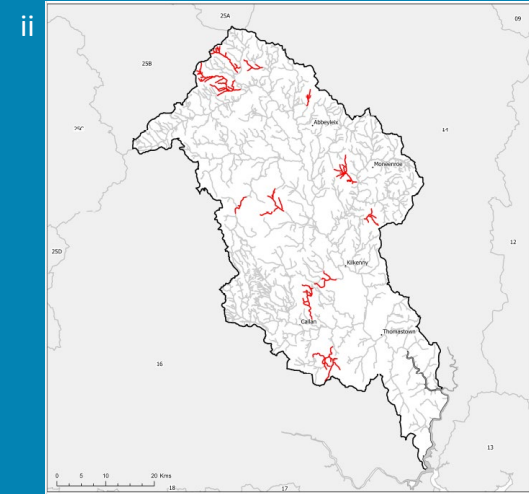 ii
25A
09
25B
Abbeyleix
14
Moneenroe
12
25D
Kilkenny
Callan
Thomastown
16
13
0 5 10 20 Kms
18
17